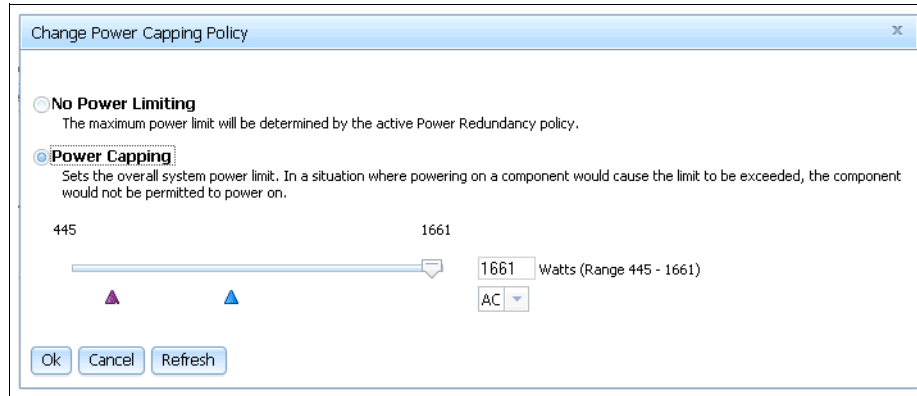 Change Power Capping Policy x
No Power Limiting
The maximum power limit will be determined by the active Power Redundancy policy.
Power Capping
Sets the overall system power limit. In a situation where powering on a component would cause the limit to be exceeded, the component
would not be permitted to power on.
445 1661
1661 Watts (Range 445 - 1661)
AC
Ok Cancel Refresh